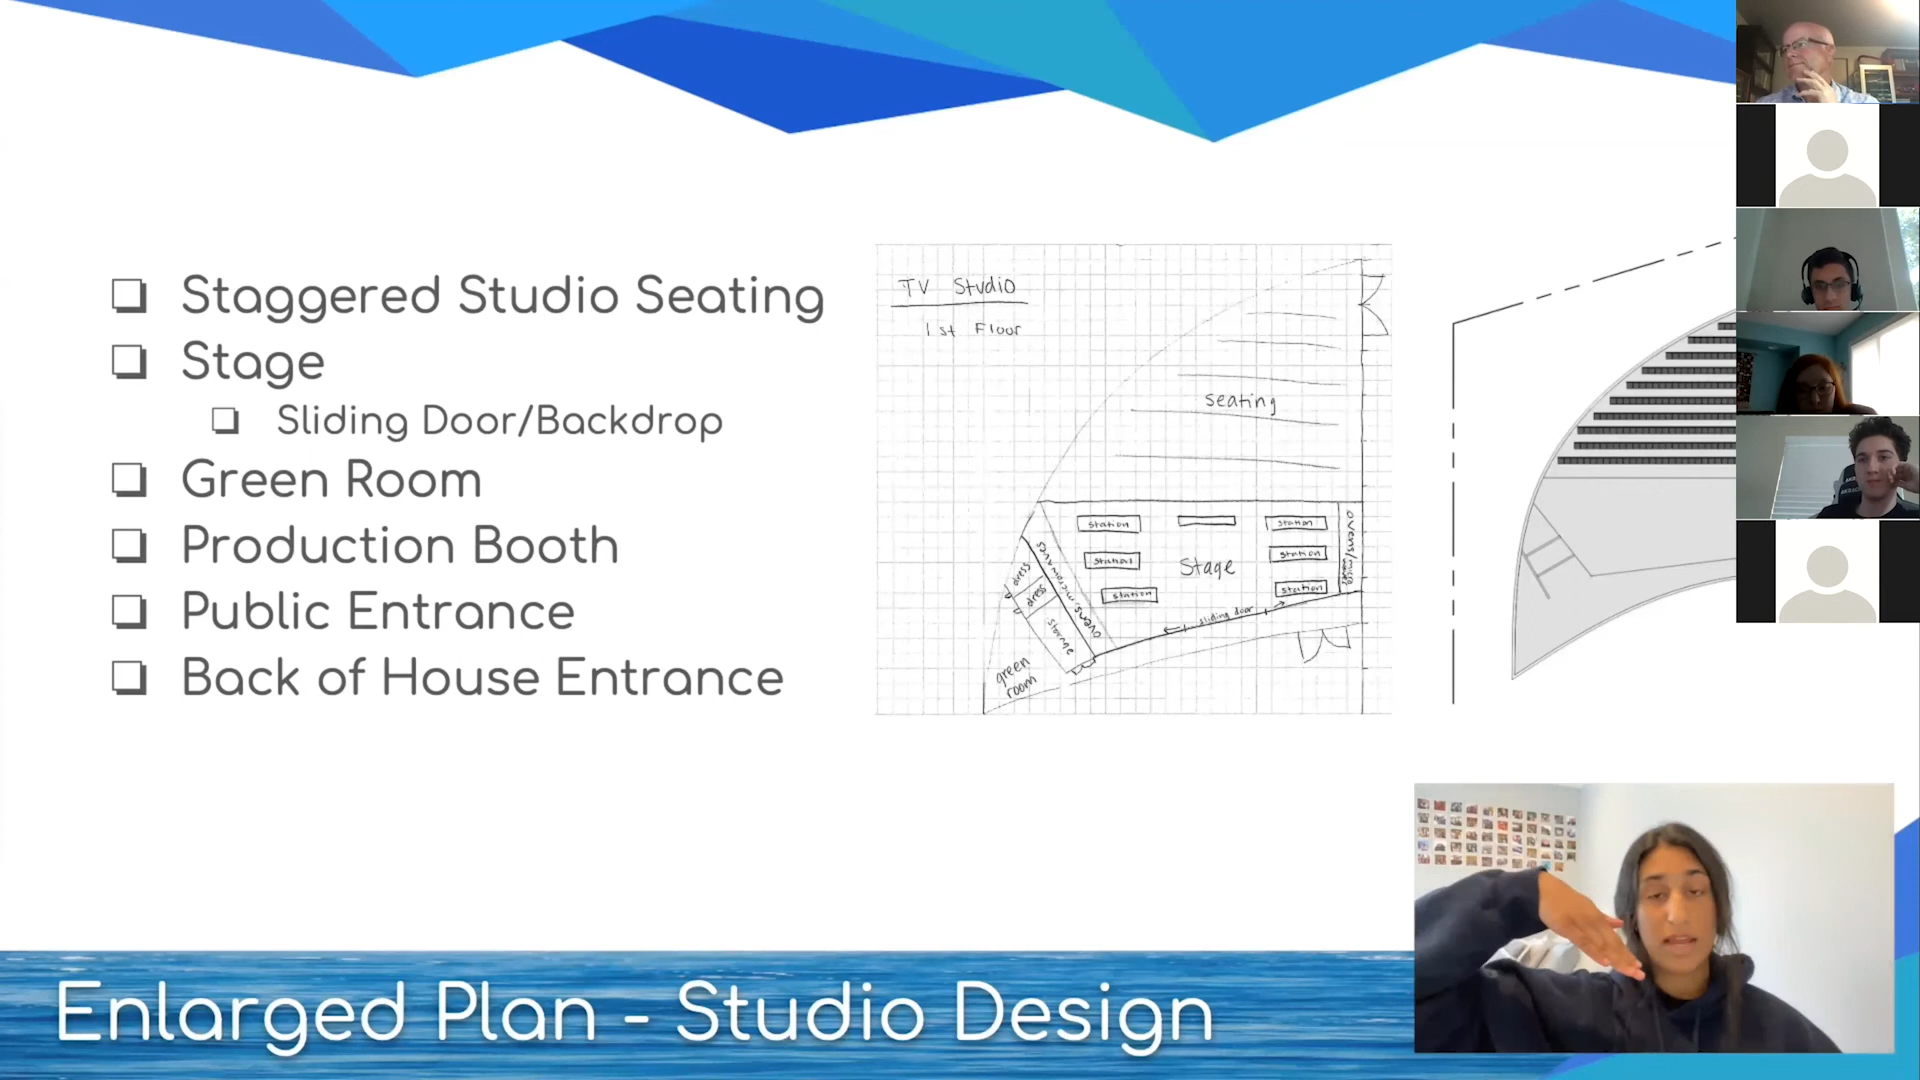 Staggered Studio Seating
Stage
Sliding Door/Backdrop
Green Room
Production Booth
Public Entrance
Back of House Entrance
TV Studio
1st Floor
seating
station
station
station
Stage
station
station
station
ovens/micro
waves
ovens, microwaves
dress
dress
storage
sliding door
green
room
Enlarged Plan - Studio Design